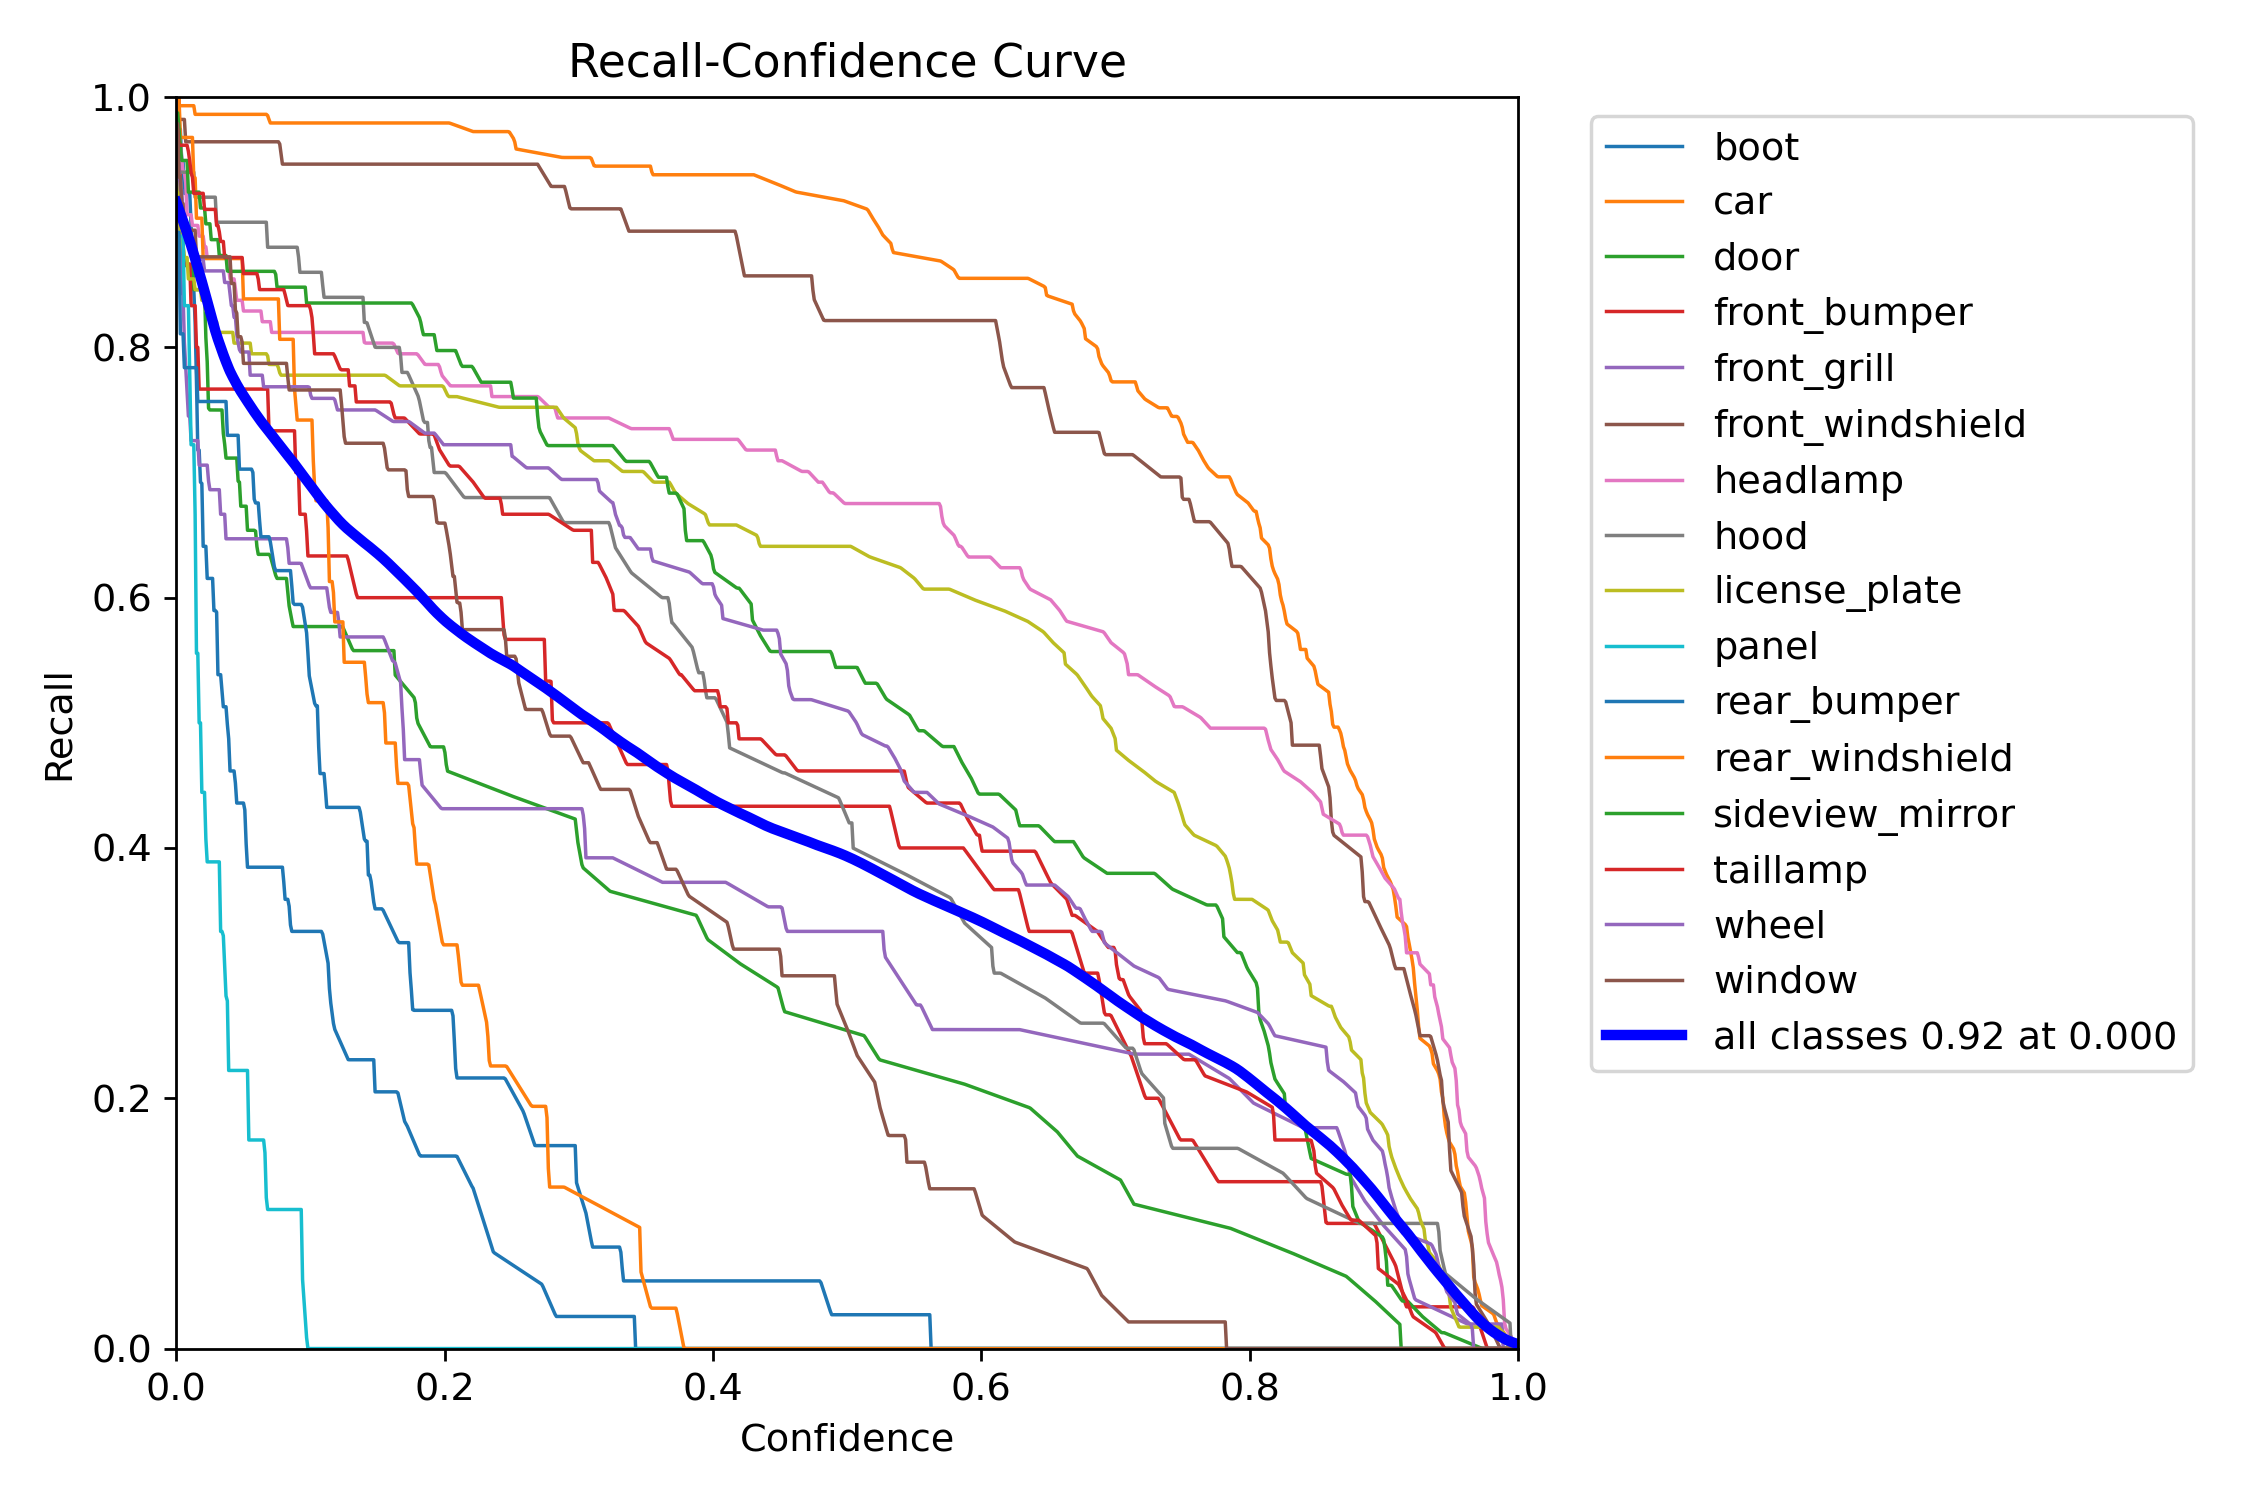 Recall-Confidence Curve
1.0
0.8
0.6
0.4
0.2
0.0
Recall
0.0 0.2 0.4 0.6 0.8 1.0
Confidence
boot
car
door
front_bumper
front_grill
front_windshield
headlamp
hood
license_plate
panel
rear_bumper
rear_windshield
sideview_mirror
taillamp
wheel
window
all classes 0.92 at 0.000